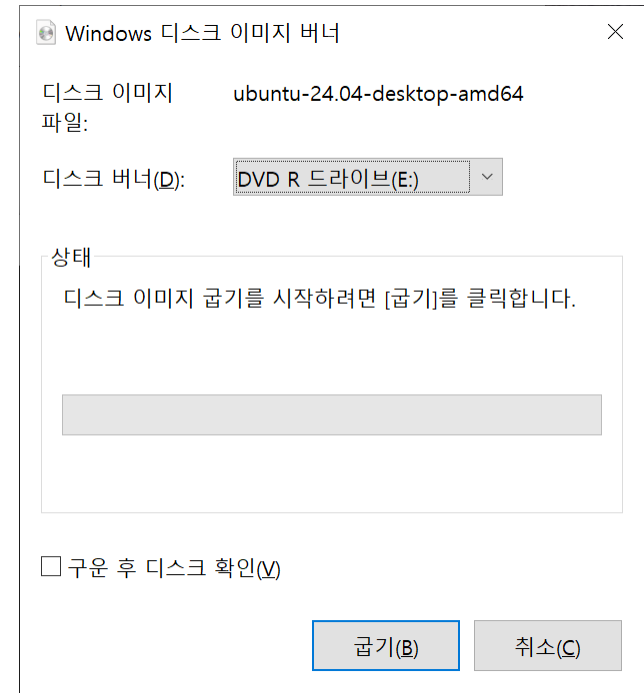 Windows 디스크 이미지 버너
디스크 이미지 ubuntu-24.04-desktop-amd64
파일:
디스크 버너(D): DVD R 드라이브(E:)
상태
디스크 이미지 굽기를 시작하려면 [굽기]를 클릭합니다.
구운 후 디스크 확인(V)
굽기(B) 취소(C)